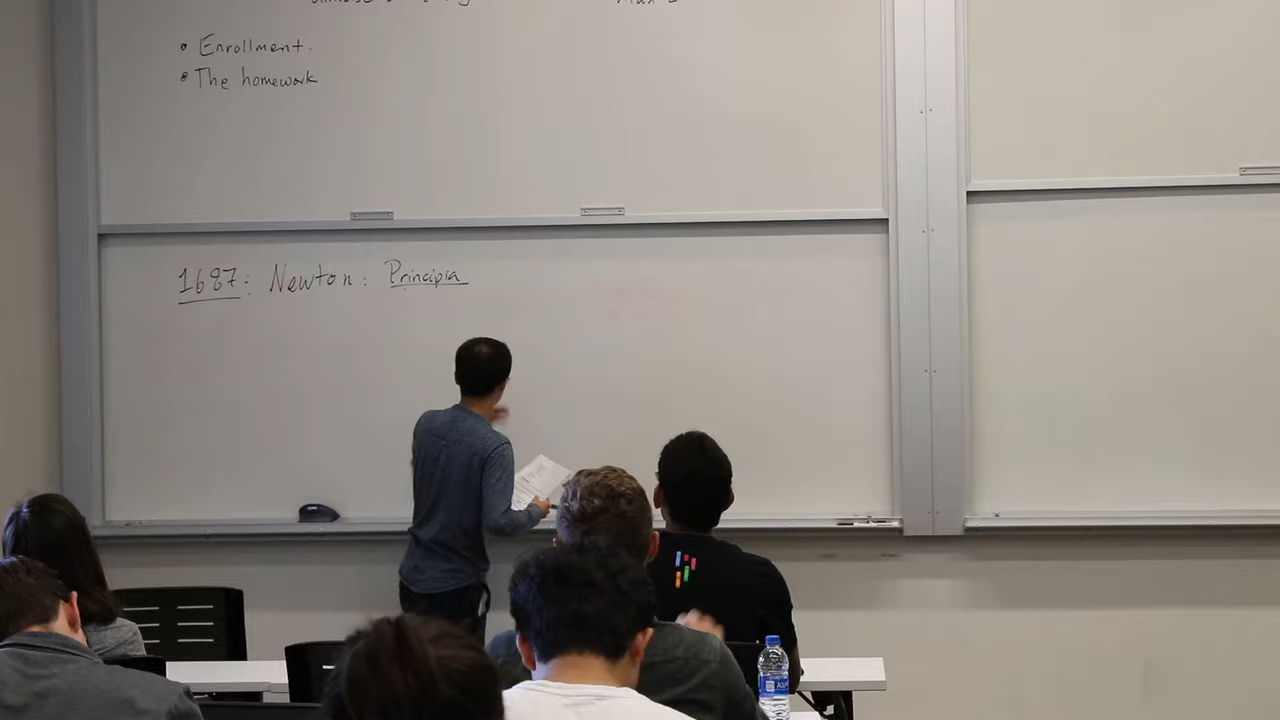 • Enrollment.
• The homework
1687: Newton: Principia